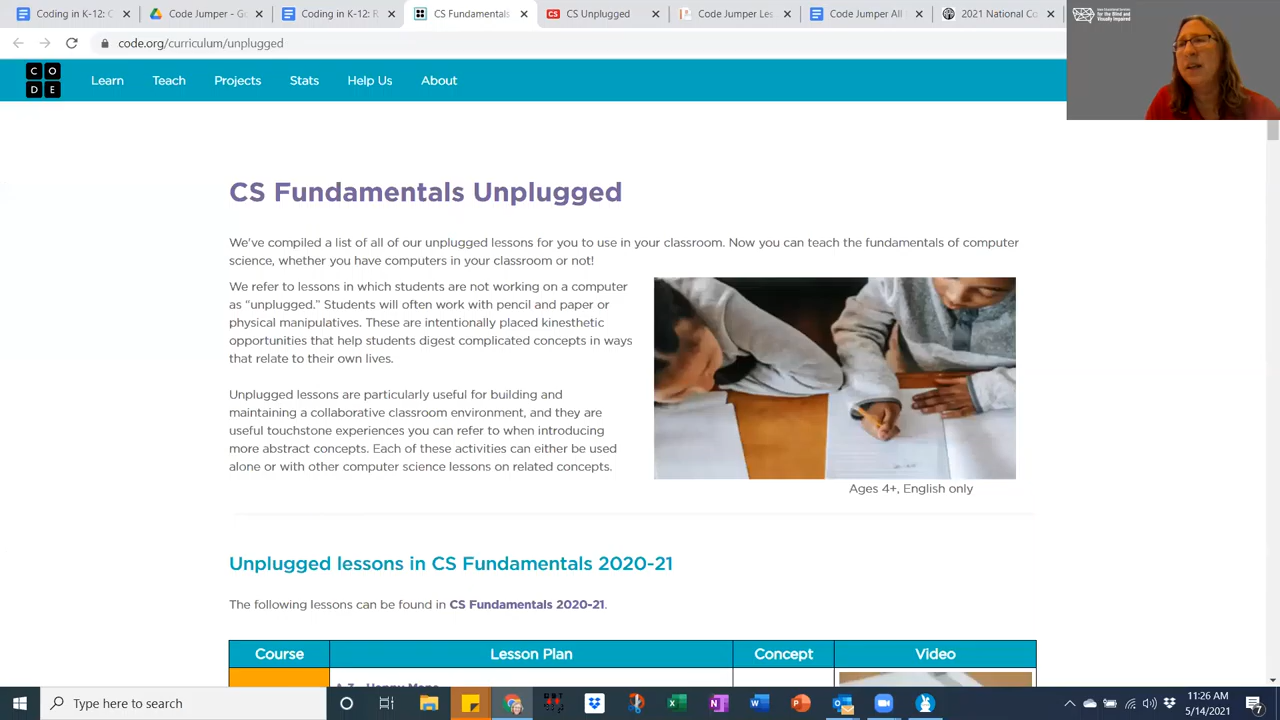 Coding in K-12: C
Code Jumper - G
Coding in K-12: R
CS Fundamentals
CS CS Unplugged
Code Jumper Les
Code Jumper All
2021 National Co
for the Blind and
Visually Impaired
code.org/curriculum/unplugged
C O
D E
Learn Teach Projects Stats Help Us About
CS Fundamentals Unplugged
We've compiled a list of all of our unplugged lessons for you to use in your classroom. Now you can teach the fundamentals of computer
science, whether you have computers in your classroom or not!
We refer to lessons in which students are not working on a computer
as “unplugged.” Students will often work with pencil and paper or
physical manipulatives. These are intentionally placed kinesthetic
opportunities that help students digest complicated concepts in ways
that relate to their own lives.
Unplugged lessons are particularly useful for building and
maintaining a collaborative classroom environment, and they are
useful touchstone experiences you can refer to when introducing
more abstract concepts. Each of these activities can either be used
alone or with other computer science lessons on related concepts.
Ages 4+, English only
Unplugged lessons in CS Fundamentals 2020-21
The following lessons can be found in CS Fundamentals 2020-21.
Course Lesson Plan Concept Video
Type here to search
11:26 AM
5/14/2021
7